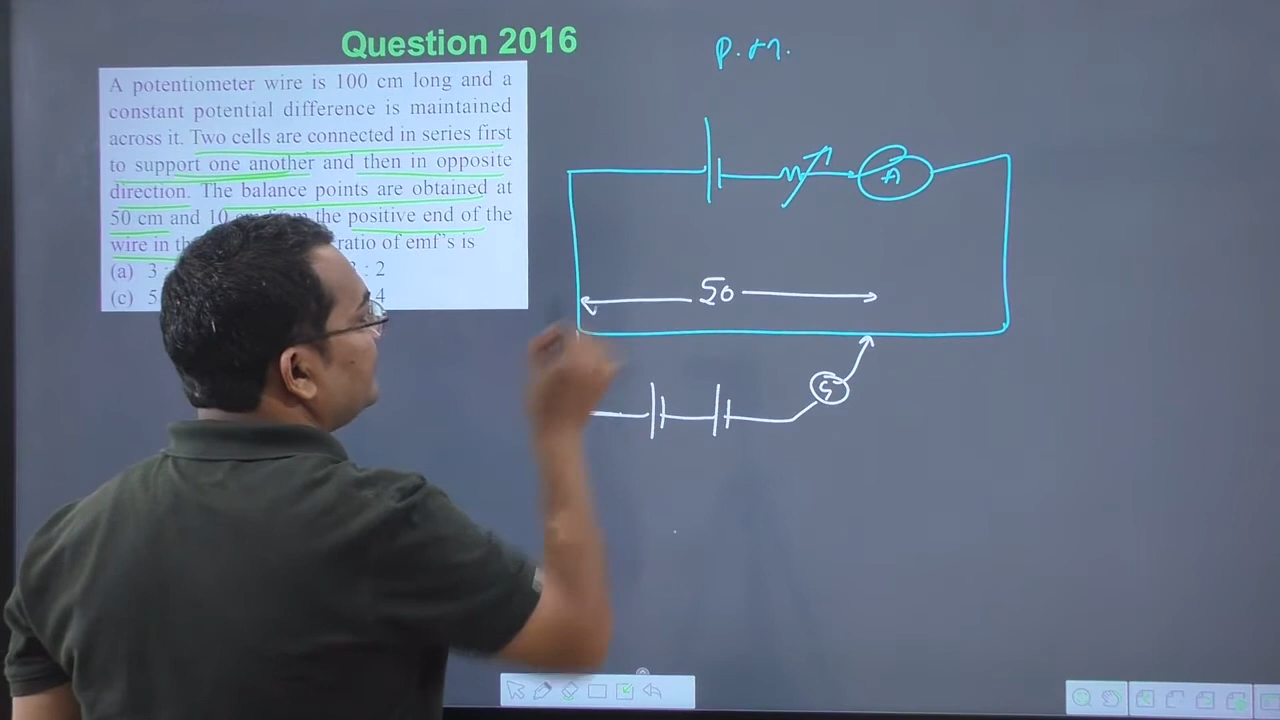 Question 2016
A potentiometer wire is 100 cm long and a
constant potential difference is maintained
across it. Two cells are connected in series first
to support one another and then in opposite
direction. The balance points are obtained at
50 cm and 10 the positive end of the
wire in ratio of emf's is
(a) 3 : 2
(c) 5 4
A
50
G